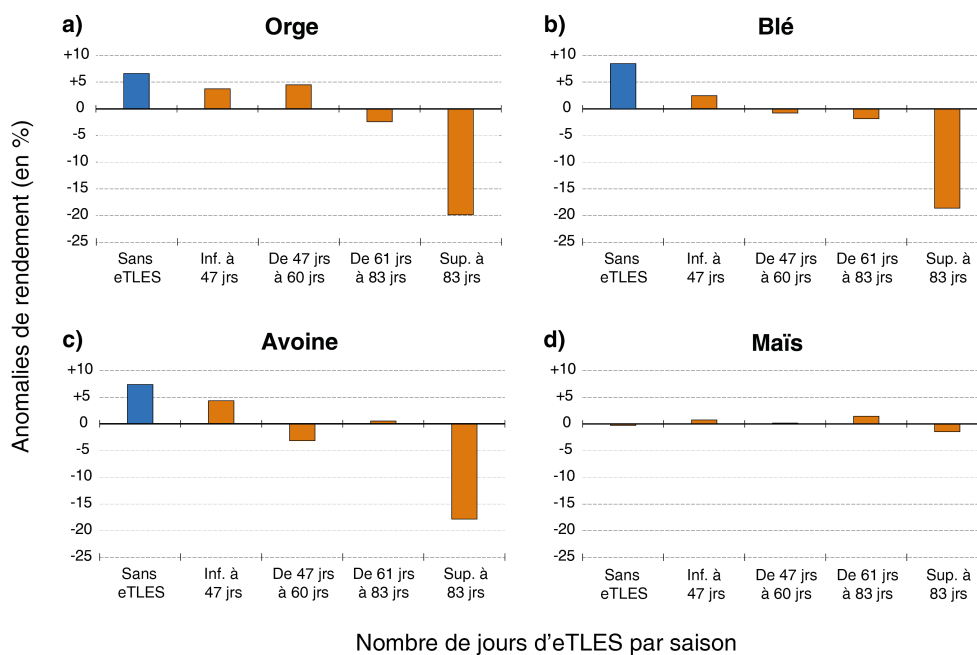 a) Orge
+10
+5
0
-5
-10
-15
-20
-25
Sans eTLES
Inf. à 47 jrs
De 47 jrs à 60 jrs
De 61 jrs à 83 jrs
Sup. à 83 jrs
b) Blé
+10
+5
0
-5
-10
-15
-20
-25
Sans eTLES
Inf. à 47 jrs
De 47 jrs à 60 jrs
De 61 jrs à 83 jrs
Sup. à 83 jrs
Anomalies de rendement (en %)
c) Avoine
+10
+5
0
-5
-10
-15
-20
-25
Sans eTLES
Inf. à 47 jrs
De 47 jrs à 60 jrs
De 61 jrs à 83 jrs
Sup. à 83 jrs
d) Maïs
+10
+5
0
-5
-10
-15
-20
-25
Sans eTLES
Inf. à 47 jrs
De 47 jrs à 60 jrs
De 61 jrs à 83 jrs
Sup. à 83 jrs
Nombre de jours d'eTLES par saison